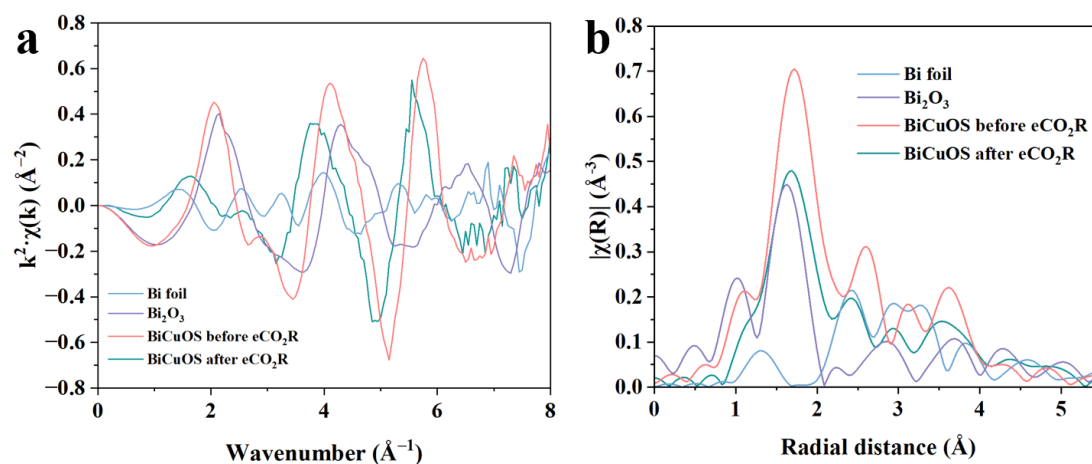 a
k²·χ(k) (Å⁻²)
0.8
0.6
0.4
0.2
0.0
−0.2
−0.4
−0.6
−0.8
Bi foil
Bi₂O₃
BiCuOS before eCO₂R
BiCuOS after eCO₂R
0
2
4
6
8
Wavenumber (Å⁻¹)
b
|χ(R)| (Å⁻³)
0.8
0.7
0.6
0.5
0.4
0.3
0.2
0.1
0.0
Bi foil
Bi₂O₃
BiCuOS before eCO₂R
BiCuOS after eCO₂R
0
1
2
3
4
5
Radial distance (Å)